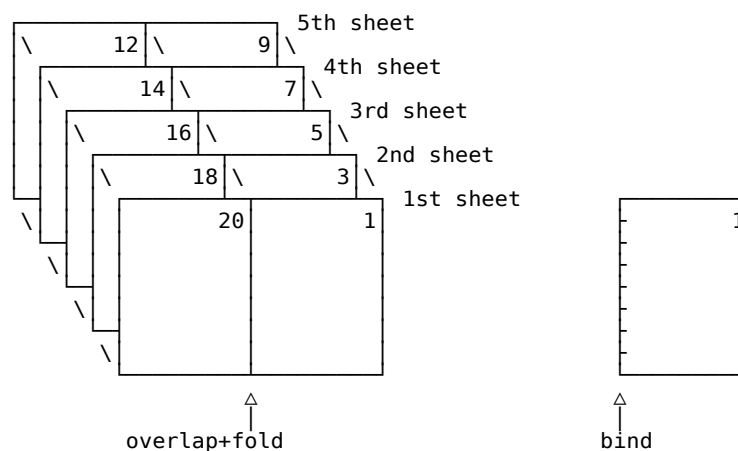 5th sheet
12 9
4th sheet
14 7
3rd sheet
16 5
2nd sheet
18 3
1st sheet
20 1 1
overlap+fold bind